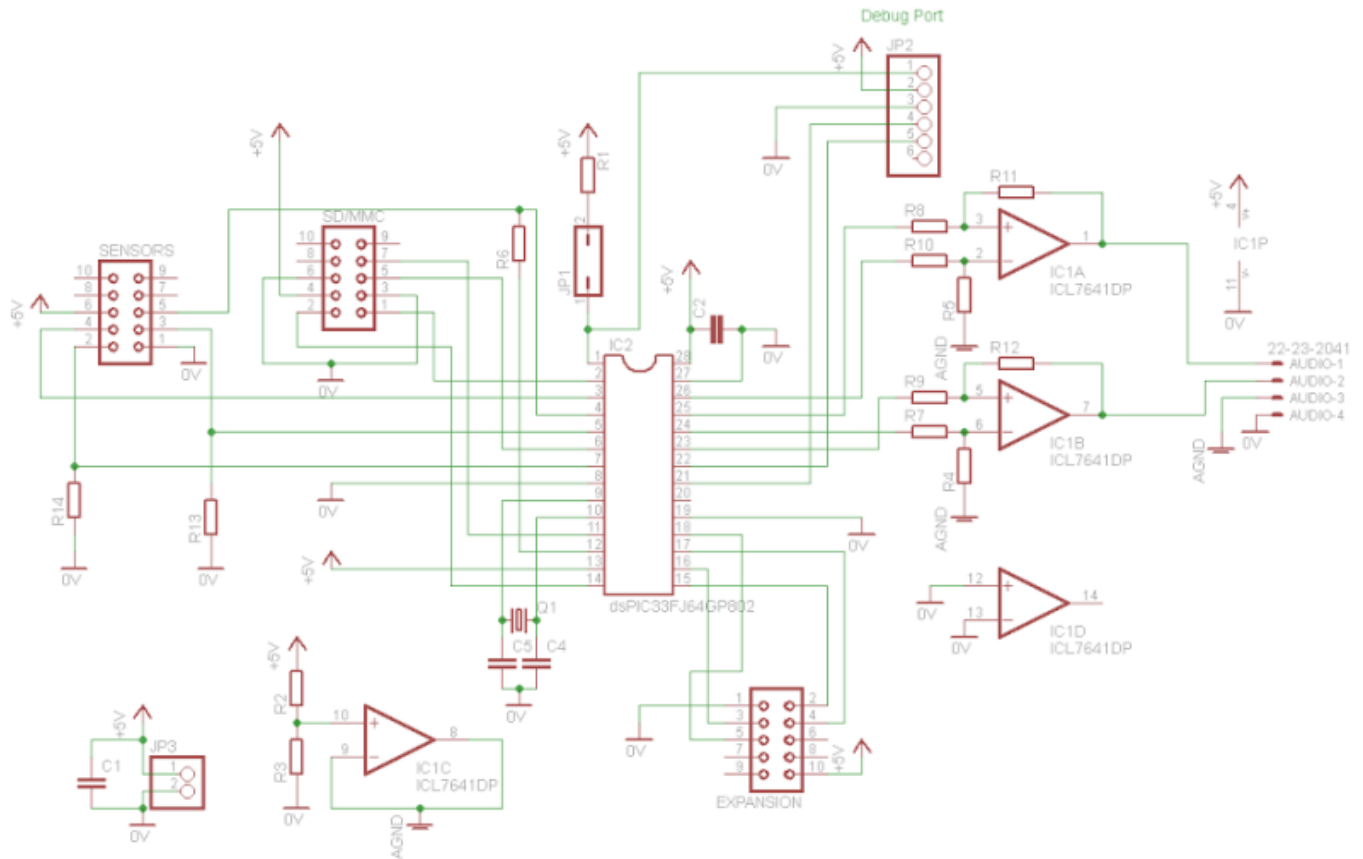 Debug Port
JP2
+5V
1
2
3
4
5
6
0V
+5V
+5V
R1
2
JP1
1
SD/MMC
10 9
8 7
6 5
4 3
2 1
0V
SENSORS
10 9
8 7
6 5
4 3
2 1
+5V
0V
R6
+5V
C2
0V
R11
R8
R10
3
2
1
IC1A
ICL7641DP
R5
AGND
+5V
4
V+
IC1P
V-
11
0V
R12
R9
R7
5
6
7
IC1B
ICL7641DP
R4
AGND
22-23-2041
AUDIO-1
AUDIO-2
AUDIO-3
AUDIO-4
AGND
0V
IC2
1 28
2 27
3 26
4 25
5 24
6 23
7 22
8 21
9 20
10 19
11 18
12 17
13 16
14 15
dsPIC33FJ64GP802
R14
0V
R13
0V
0V
+5V
0V
Q1
C5
C4
0V
12
13
14
0V
0V
IC1D
ICL7641DP
+5V
R2
R3
0V
10
9
8
IC1C
ICL7641DP
AGND
+5V
C1
JP3
1
2
0V
0V
1 2
3 4
5 6
7 8
9 10
+5V
EXPANSION